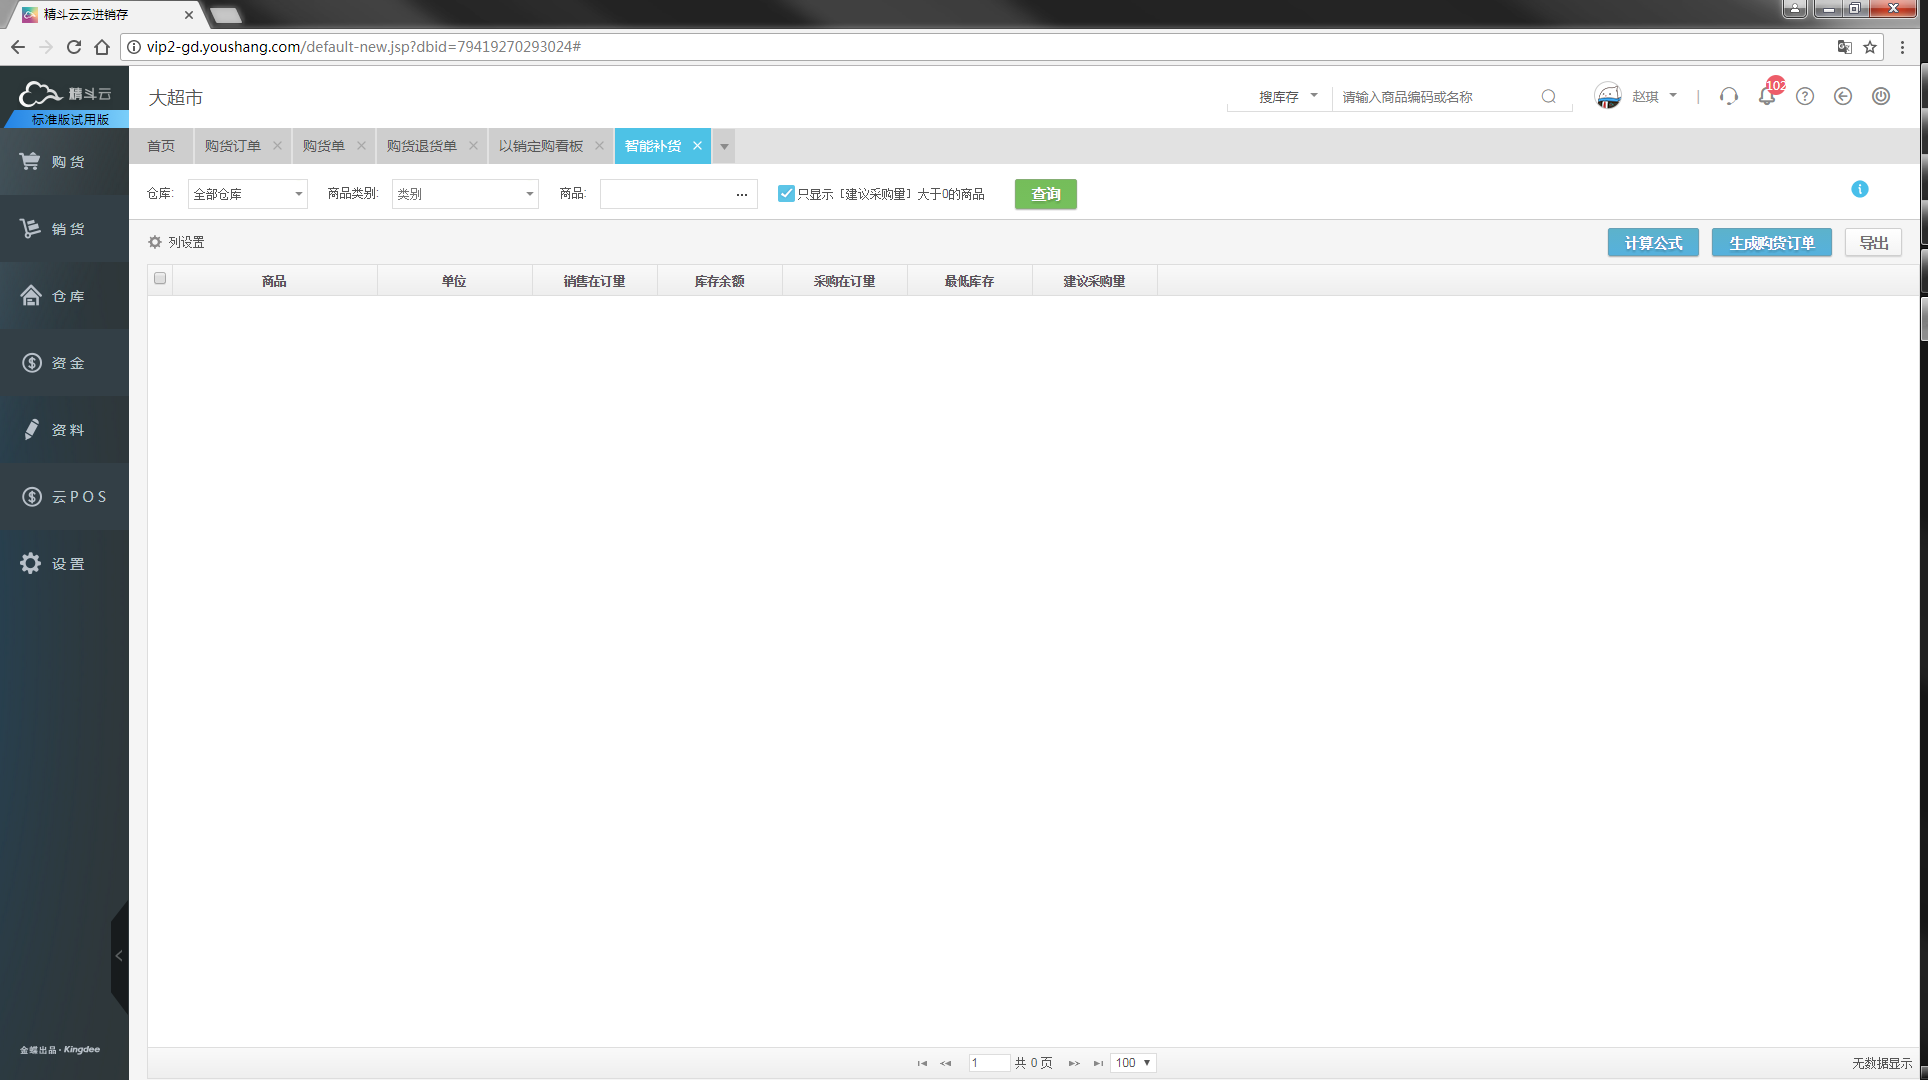 精斗云云进销存
vip2-gd.youshang.com/default-new.jsp?dbid=79419270293024#
精斗云
标准版试用版
大超市
搜库存
请输入商品编码或名称
赵琪
102
首页
购货订单
购货单
购货退货单
以销定购看板
智能补货
仓库:
全部仓库
商品类别:
类别
商品:
...
只显示［建议采购量］大于0的商品
查询
列设置
计算公式
生成购货订单
导出
商品
单位
销售在订量
库存余额
采购在订量
最低库存
建议采购量
购货
销货
仓库
资金
资料
云POS
设置
金蝶出品·Kingdee
1
共 0 页
100
无数据显示